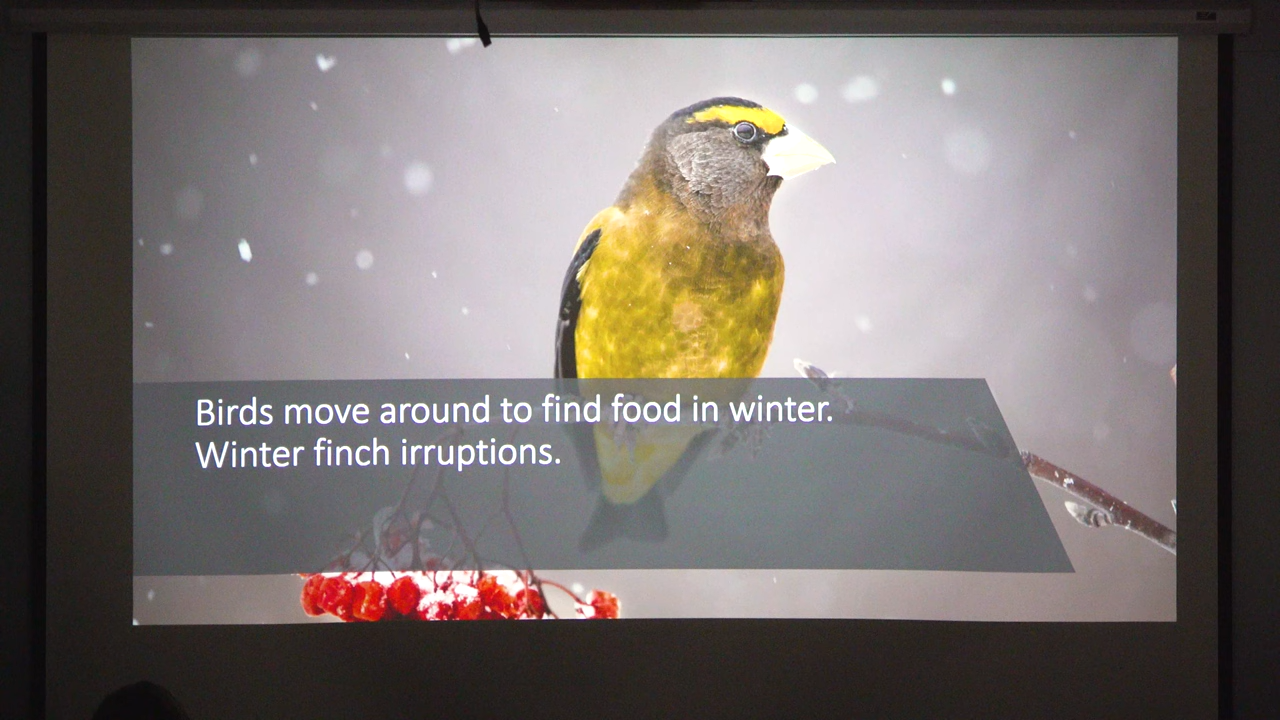 Birds move around to find food in winter.
Winter finch irruptions.